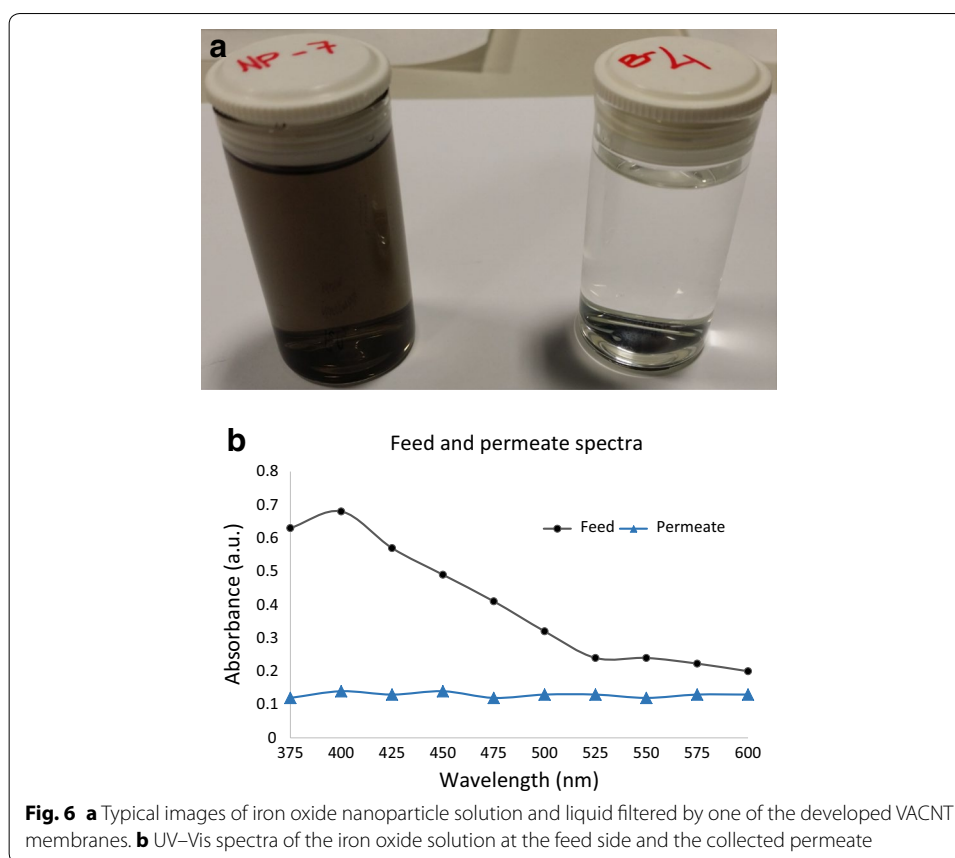 a
NP-7
Br4
b
Feed and permeate spectra
0.8
0.7
0.6
0.5
0.4
0.3
0.2
0.1
0
Absorbance (a.u.)
Feed
Permeate
375 400 425 450 475 500 525 550 575 600
Wavelength (nm)
Fig. 6 a Typical images of iron oxide nanoparticle solution and liquid filtered by one of the developed VACNT
membranes. b UV–Vis spectra of the iron oxide solution at the feed side and the collected permeate